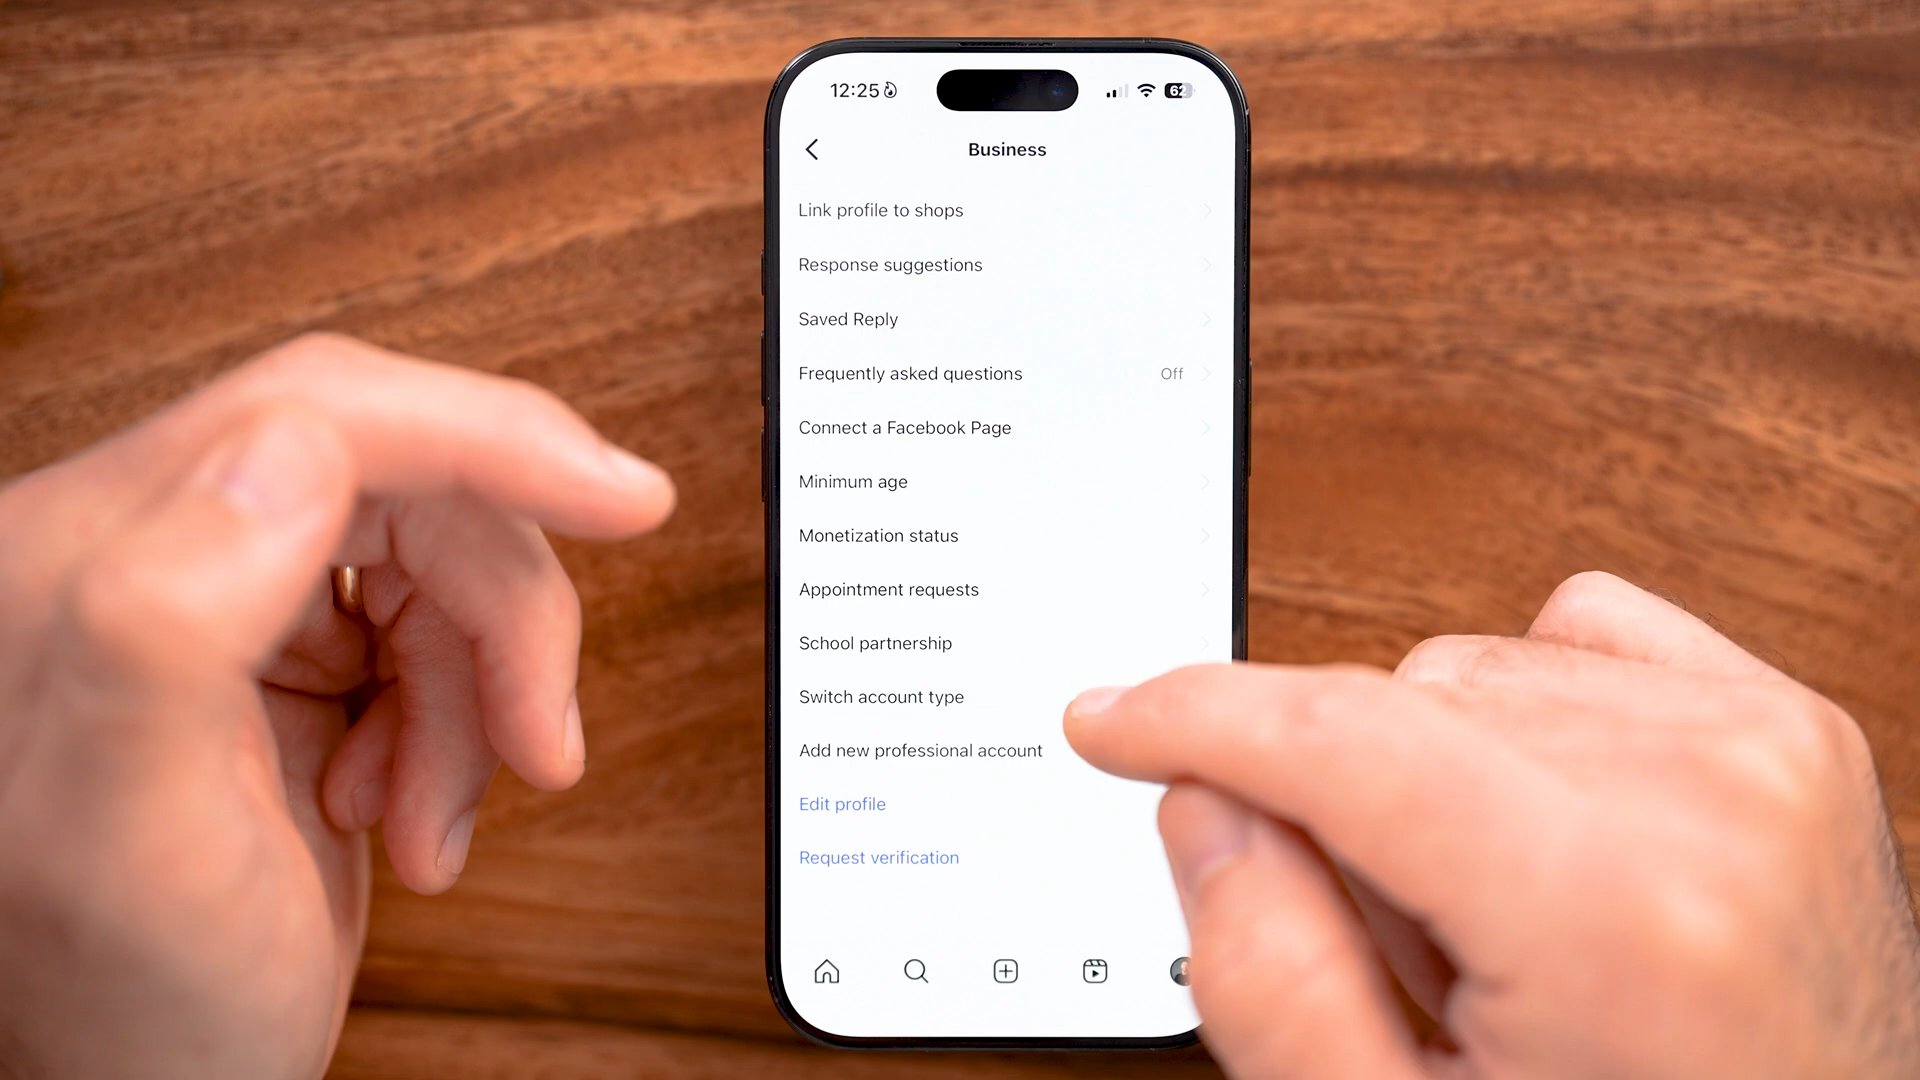 12:25
62
Business
Link profile to shops
Response suggestions
Saved Reply
Frequently asked questions Off
Connect a Facebook Page
Minimum age
Monetization status
Appointment requests
School partnership
Switch account type
Add new professional account
Edit profile
Request verification